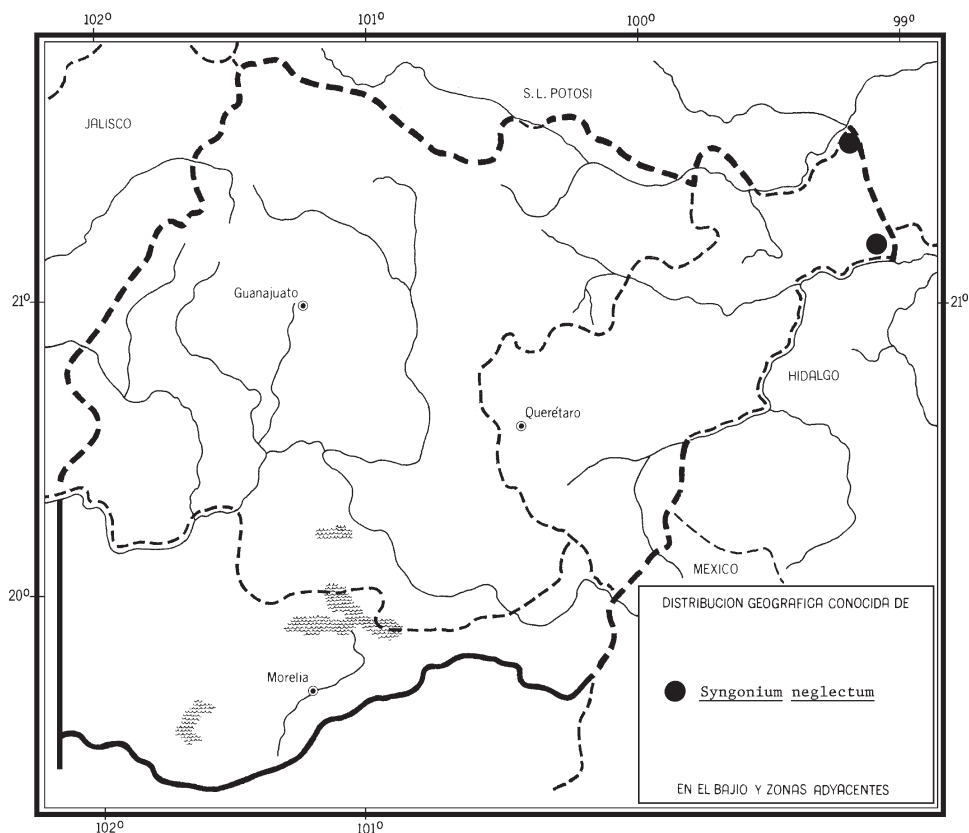 102° 101° 100° 99°
S. L. POTOSI
JALISCO
Guanajuato
21° 21°
HIDALGO
Querétaro
MEXICO
20°
DISTRIBUCION GEOGRAFICA CONOCIDA DE
Morelia
Syngonium neglectum
EN EL BAJIO Y ZONAS ADYACENTES
102° 101°